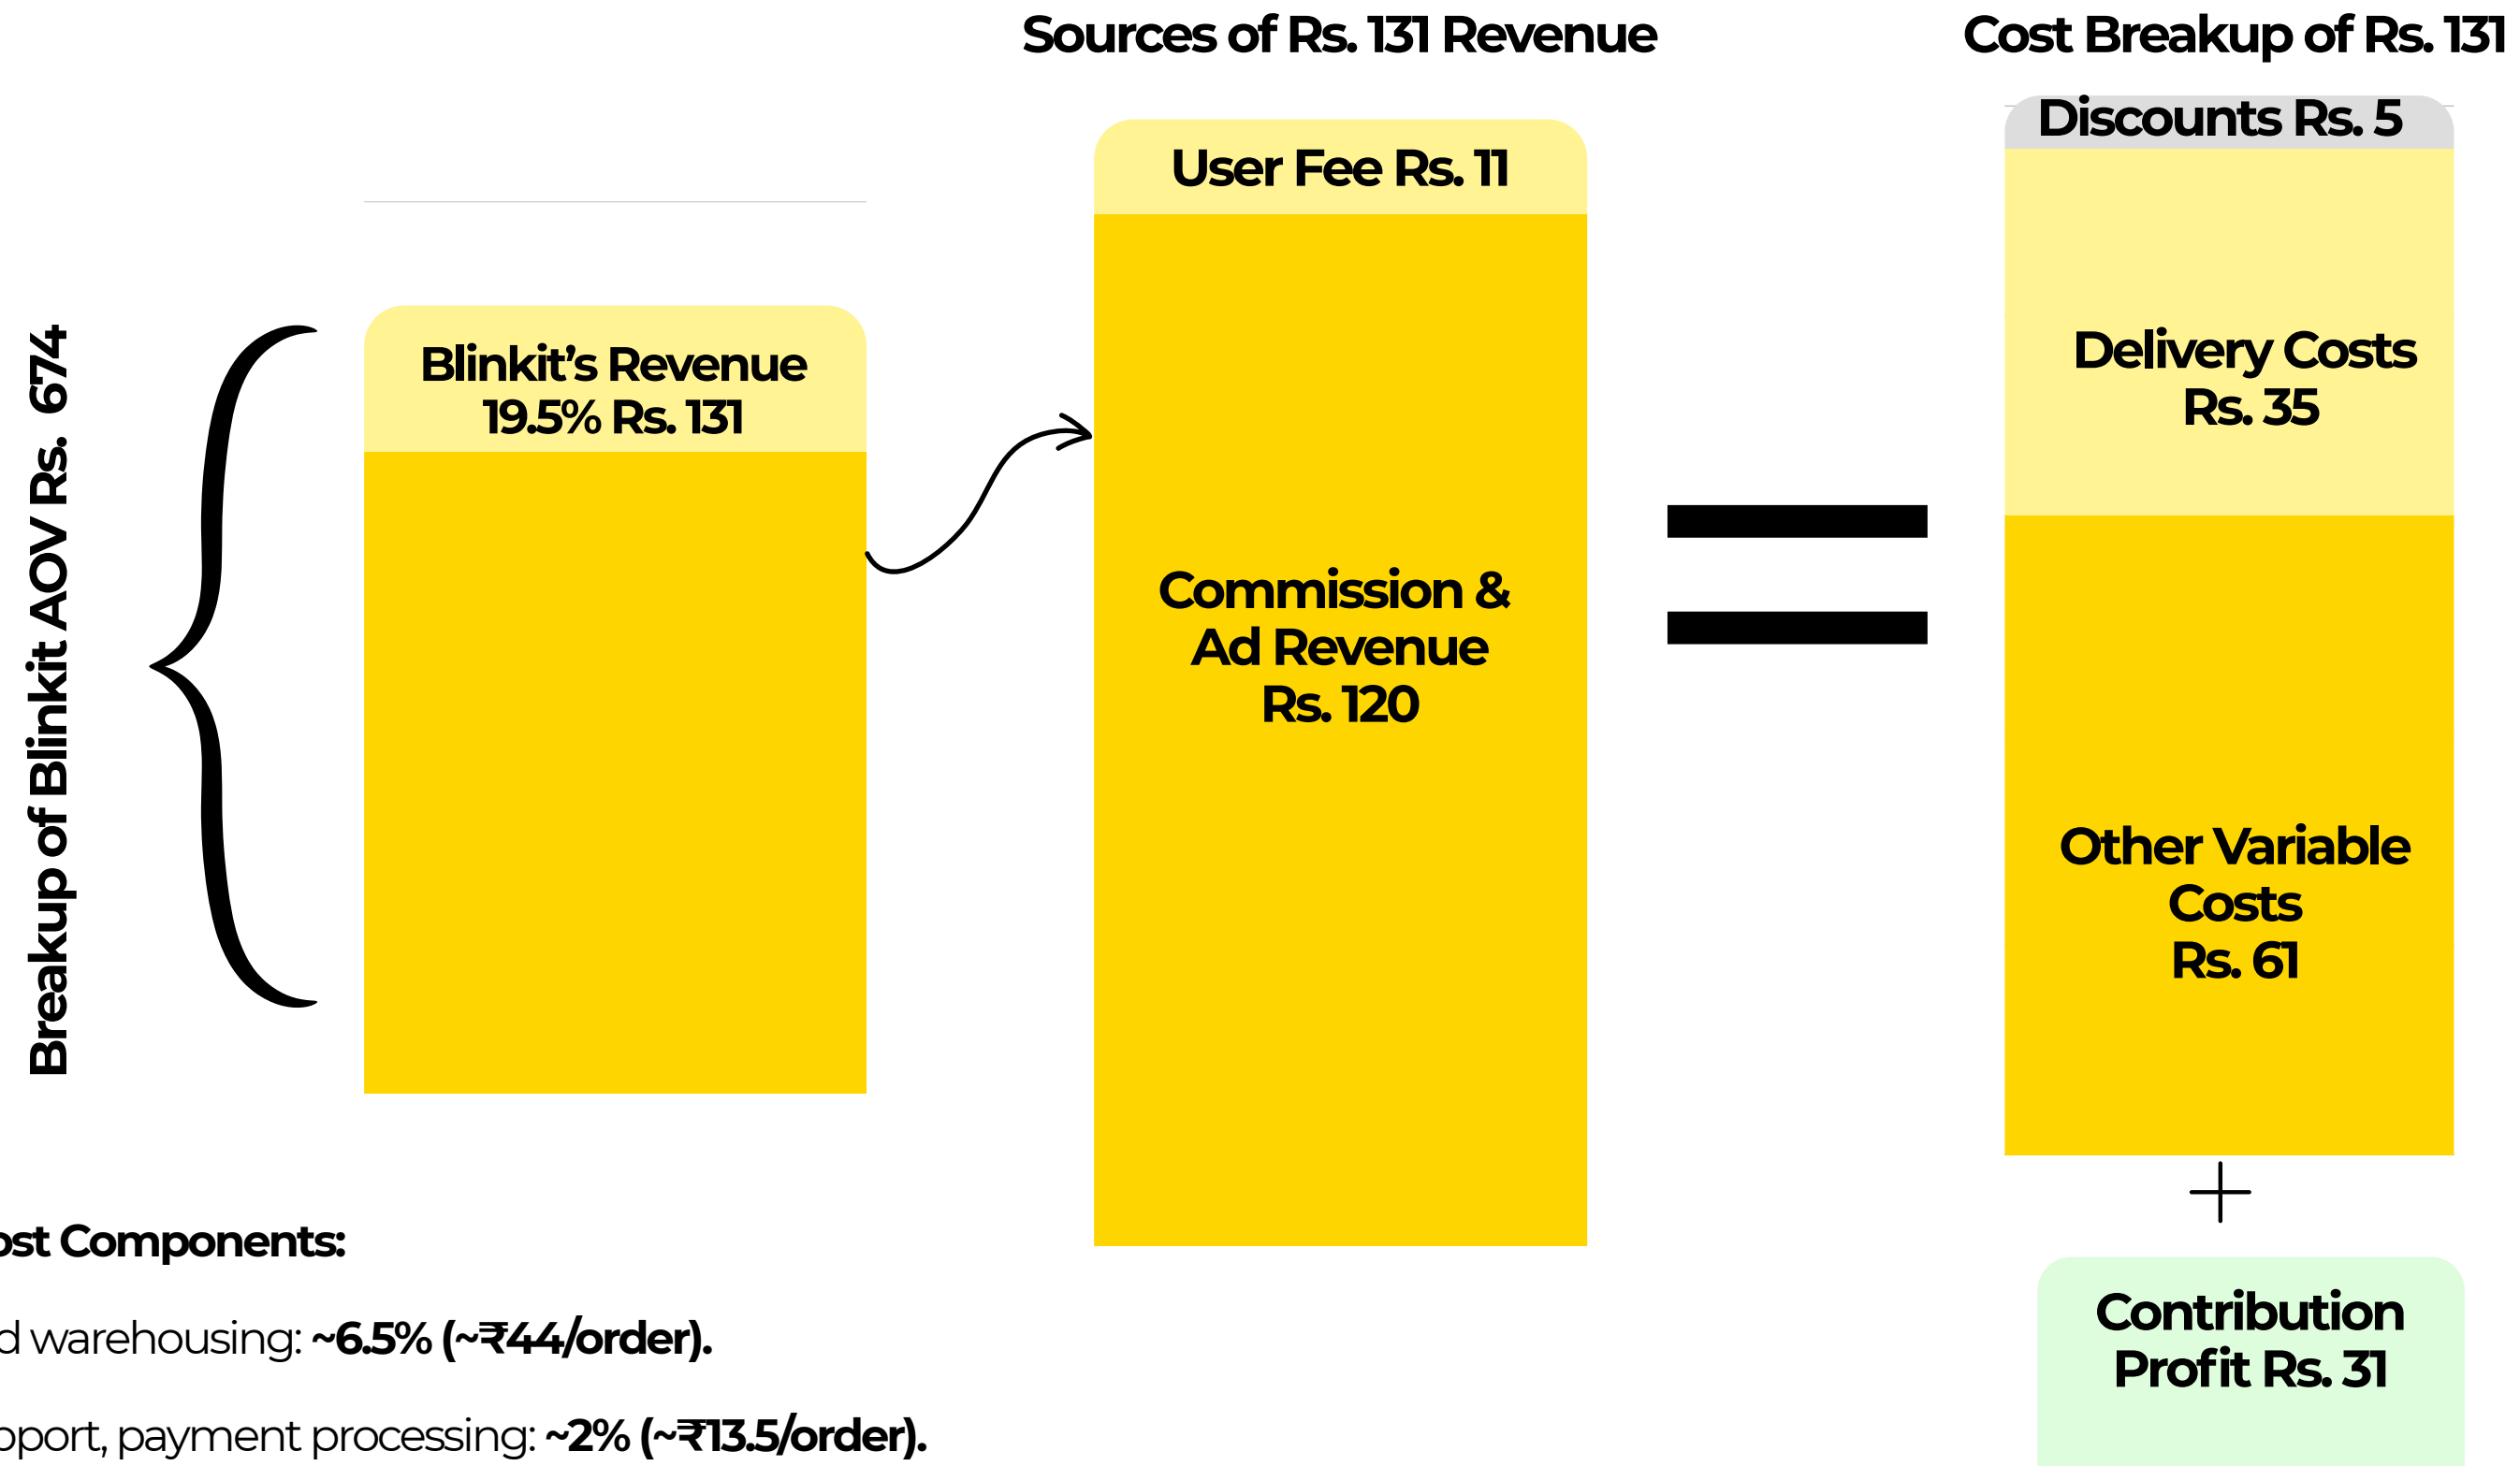 Sources of Rs. 131 Revenue
Cost Breakup of Rs. 131
Breakup of Blinkit AOV Rs. 674
Blinkit’s Revenue
19.5% Rs. 131
User Fee Rs. 11
Commission &
Ad Revenue
Rs. 120
Discounts Rs. 5
Delivery Costs
Rs. 35
Other Variable
Costs
Rs. 61
Contribution
Profit Rs. 31
Components:
warehousing: ~6.5% (~₹44/order).
payment processing: ~2% (~₹13.5/order).